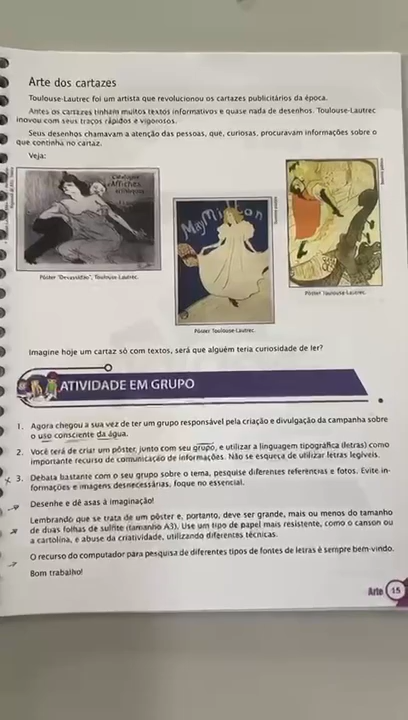 Arte dos cartazes
Toulouse-Lautrec foi um artista que revolucionou os cartazes publicitários da época.
Antes os cartazes tinham muitos textos informativos e quase nada de desenhos. Toulouse-Lautrec
inovou com seus traços rápidos e vigorosos.
Seus desenhos chamavam a atenção das pessoas, que, curiosas, procuravam informações sobre o
que continha no cartaz.
Veja:
May Milton
Pôster "Devassidão", Toulouse-Lautrec.
Pôster Toulouse-Lautrec.
Pôster Toulouse-Lautrec.
Imagine hoje um cartaz só com textos, será que alguém teria curiosidade de ler?
ATIVIDADE EM GRUPO
1. Agora chegou a sua vez de ter um grupo responsável pela criação e divulgação da campanha sobre
o uso consciente da água.
2. Você terá de criar um pôster, junto com seu grupo, e utilizar a linguagem tipográfica (letras) como
importante recurso de comunicação de informações. Não se esqueça de utilizar letras legíveis.
3. Debata bastante com o seu grupo sobre o tema, pesquise diferentes referências e fotos. Evite in-
formações e imagens desnecessárias, foque no essencial.
Desenhe e dê asas à imaginação!
Lembrando que se trata de um pôster e, portanto, deve ser grande, mais ou menos do tamanho
de duas folhas de sulfite (tamanho A3). Use um tipo de papel mais resistente, como o canson ou
a cartolina, e abuse da criatividade, utilizando diferentes técnicas.
O recurso do computador para pesquisa de diferentes tipos de fontes de letras é sempre bem-vindo.
Bom trabalho!
Arte 15